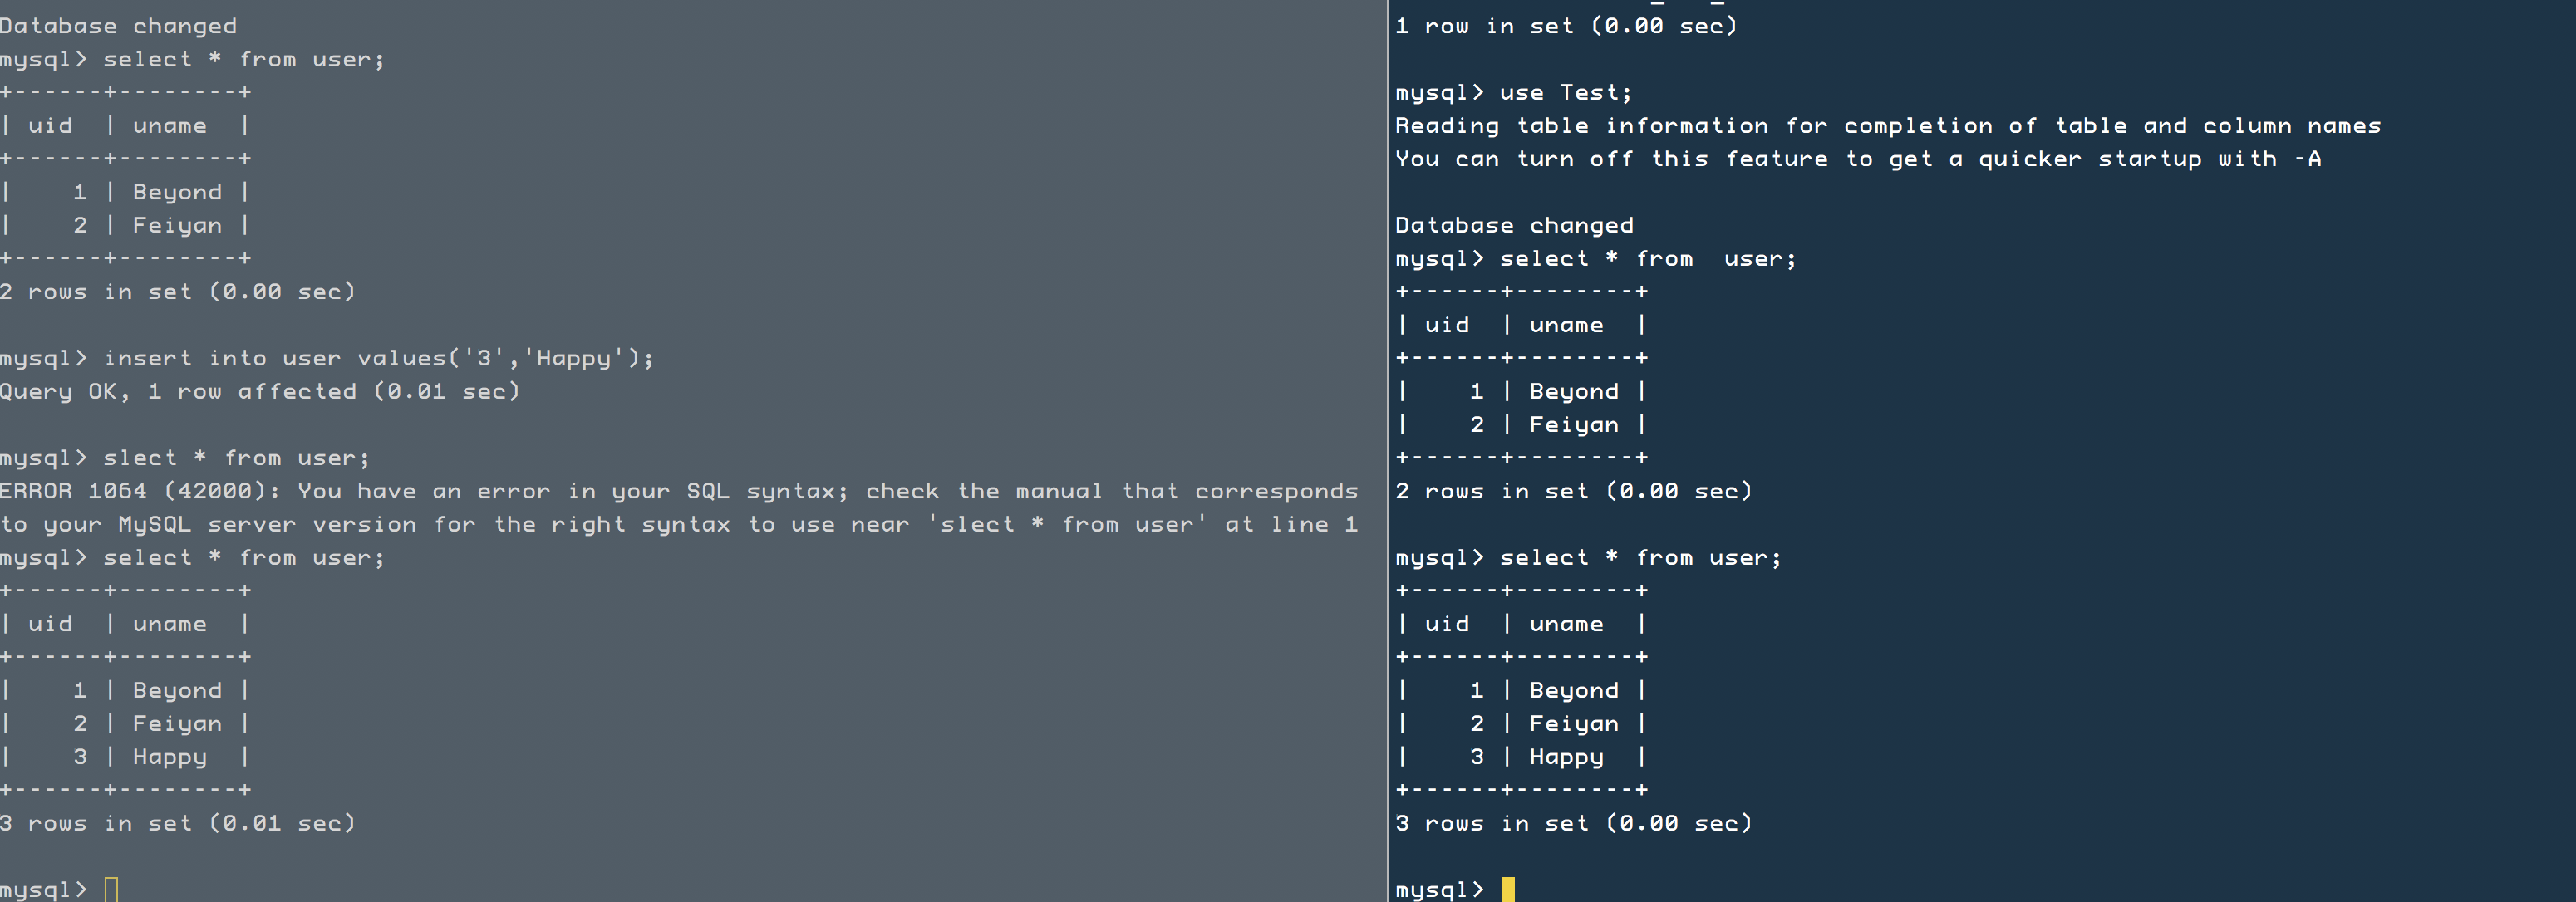 Database changed
mysql> select * from user;
+------+--------+
| uid  | uname  |
+------+--------+
|    1 | Beyond |
|    2 | Feiyan |
+------+--------+
2 rows in set (0.00 sec)

mysql> insert into user values('3','Happy');
Query OK, 1 row affected (0.01 sec)

mysql> slect * from user;
ERROR 1064 (42000): You have an error in your SQL syntax; check the manual that corresponds
to your MySQL server version for the right syntax to use near 'slect * from user' at line 1
mysql> select * from user;
+------+--------+
| uid  | uname  |
+------+--------+
|    1 | Beyond |
|    2 | Feiyan |
|    3 | Happy  |
+------+--------+
3 rows in set (0.01 sec)

mysql>
1 row in set (0.00 sec)

mysql> use Test;
Reading table information for completion of table and column names
You can turn off this feature to get a quicker startup with -A

Database changed
mysql> select * from  user;
+------+--------+
| uid  | uname  |
+------+--------+
|    1 | Beyond |
|    2 | Feiyan |
+------+--------+
2 rows in set (0.00 sec)

mysql> select * from user;
+------+--------+
| uid  | uname  |
+------+--------+
|    1 | Beyond |
|    2 | Feiyan |
|    3 | Happy  |
+------+--------+
3 rows in set (0.00 sec)

mysql>